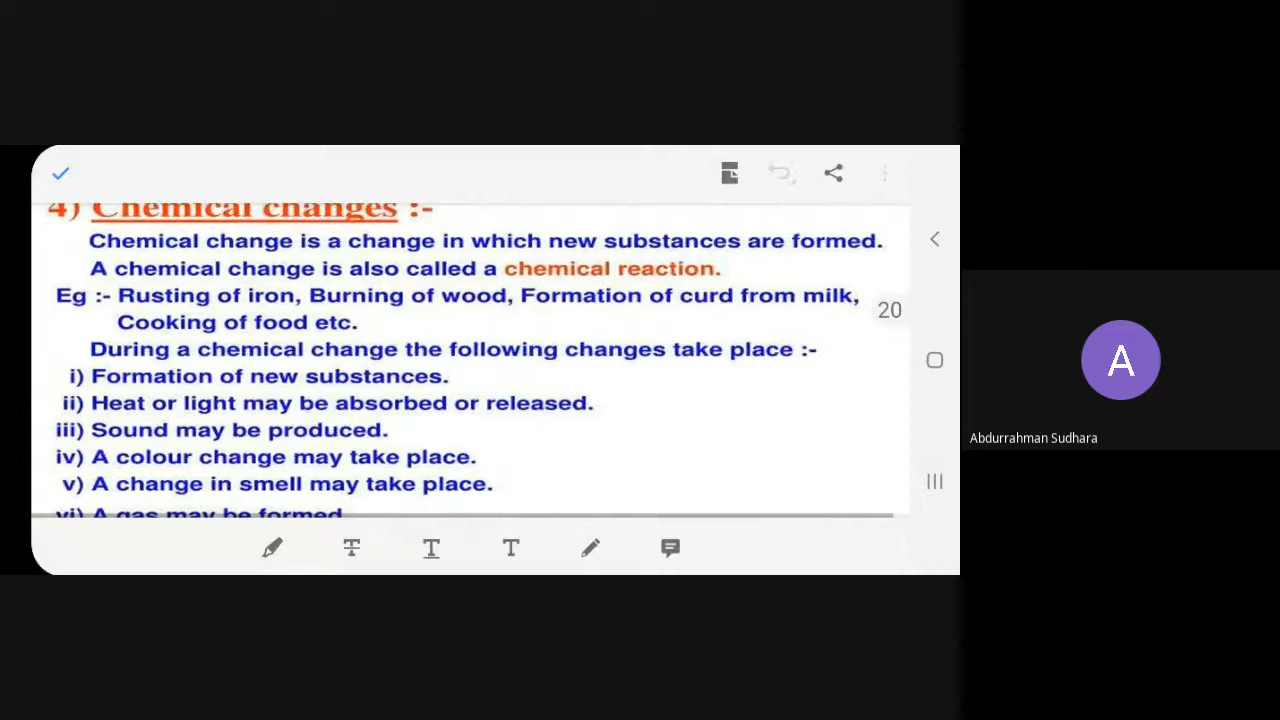 4) Chemical changes :-
Chemical change is a change in which new substances are formed.
A chemical change is also called a chemical reaction.
Eg :- Rusting of iron, Burning of wood, Formation of curd from milk,
Cooking of food etc.
20
During a chemical change the following changes take place :-
i) Formation of new substances.
ii) Heat or light may be absorbed or released.
iii) Sound may be produced.
iv) A colour change may take place.
v) A change in smell may take place.
vi) A gas may be formed
A
Abdurrahman Sudhara